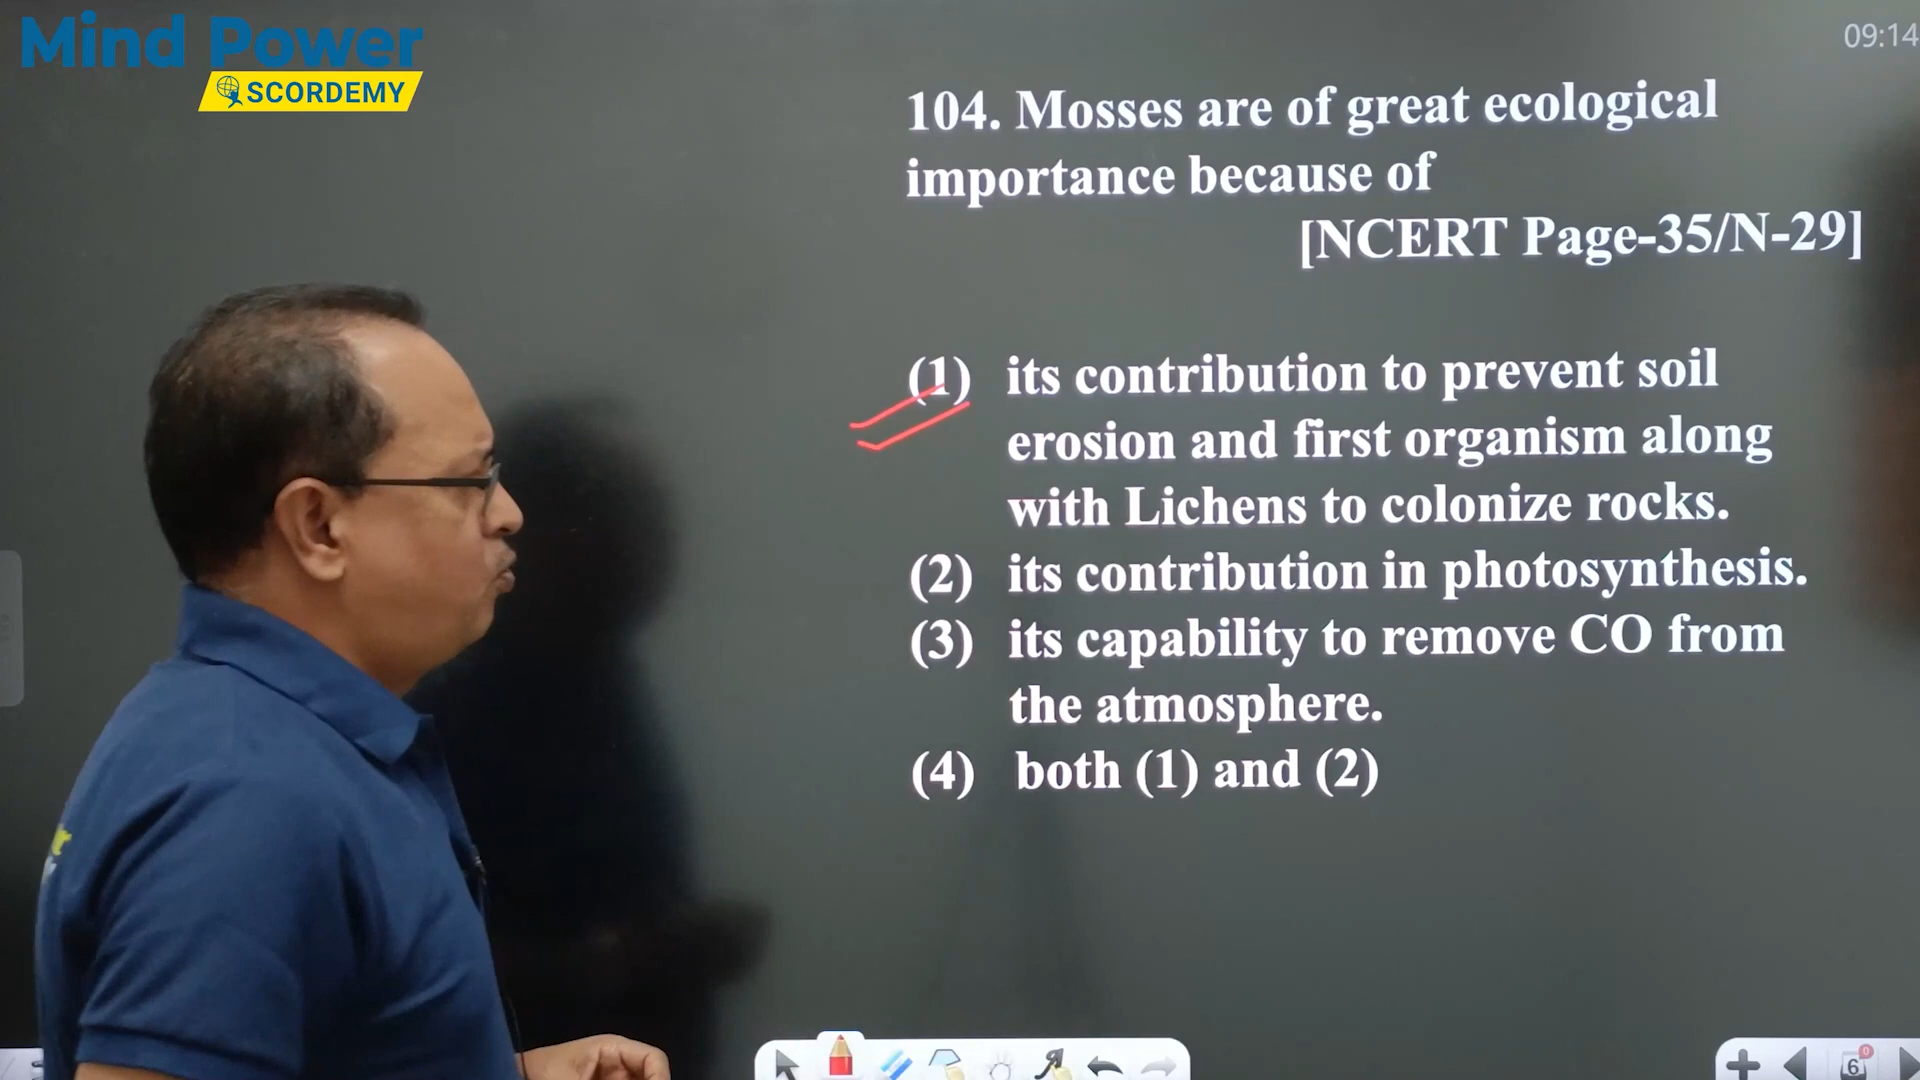 Mind Power
SCORDEMY
09:14
104. Mosses are of great ecological
importance because of
[NCERT Page-35/N-29]
(1) its contribution to prevent soil
erosion and first organism along
with Lichens to colonize rocks.
(2) its contribution in photosynthesis.
(3) its capability to remove CO from
the atmosphere.
(4) both (1) and (2)
6
0